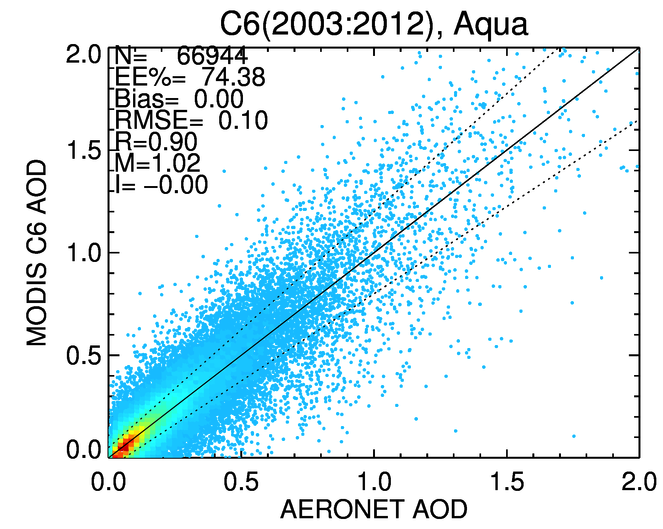 C6(2003:2012), Aqua
N= 66944
EE%= 74.38
Bias= 0.00
RMSE= 0.10
R=0.90
M=1.02
I= −0.00
2.0
1.5
1.0
0.5
0.0
MODIS C6 AOD
0.0 0.5 1.0 1.5 2.0
AERONET AOD